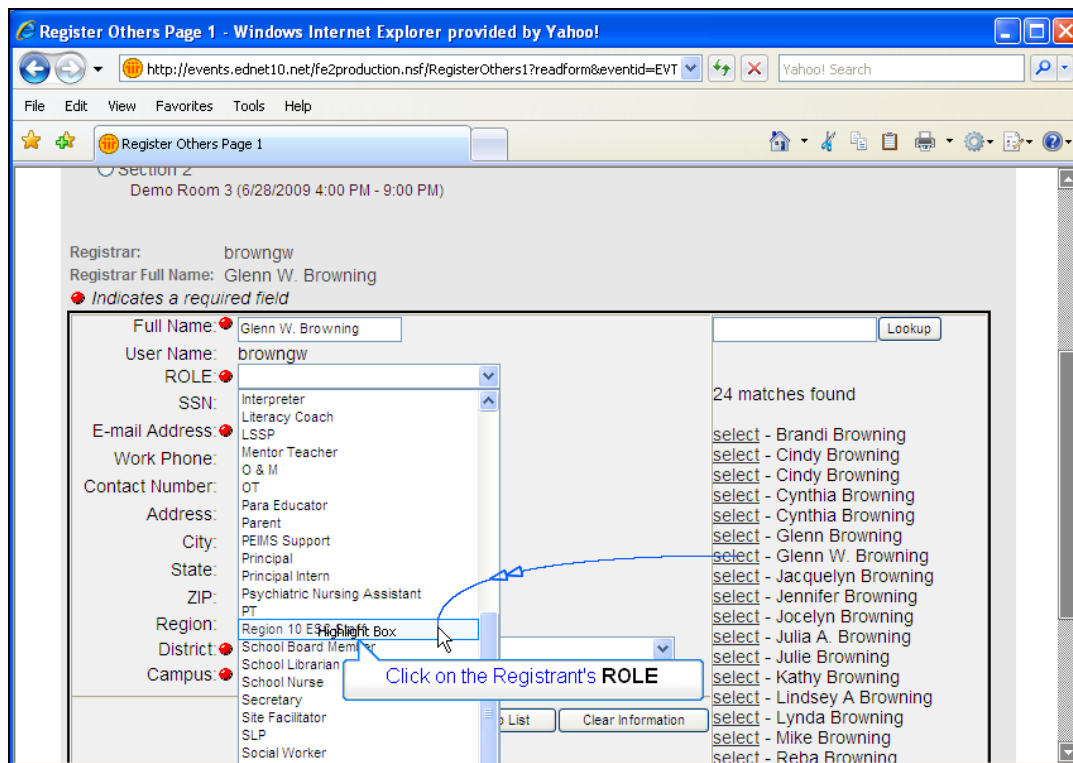 Register Others Page 1 - Windows Internet Explorer provided by Yahoo!
http://events.ednet10.net/fe2production.nsf/RegisterOthers1?readform&eventid=EVT
Yahoo! Search
File Edit View Favorites Tools Help
Register Others Page 1
Section 2
Demo Room 3 (6/28/2009 4:00 PM - 9:00 PM)
Registrar: browngw
Registrar Full Name: Glenn W. Browning
Indicates a required field
Full Name: Glenn W. Browning
User Name: browngw
ROLE:
SSN:
E-mail Address:
Work Phone:
Contact Number:
Address:
City:
State:
ZIP:
Region:
District:
Campus:
Interpreter
Literacy Coach
LSSP
Mentor Teacher
O & M
OT
Para Educator
Parent
PEIMS Support
Principal
Principal Intern
Psychiatric Nursing Assistant
PT
Region 10 ESC Staff
Highlight Box
School Board Member
School Librarian
School Nurse
Secretary
Site Facilitator
SLP
Social Worker
Click on the Registrant's ROLE
List
Clear Information
Lookup
24 matches found
select - Brandi Browning
select - Cindy Browning
select - Cindy Browning
select - Cynthia Browning
select - Cynthia Browning
select - Glenn Browning
select - Glenn W. Browning
select - Jacquelyn Browning
select - Jennifer Browning
select - Jocelyn Browning
select - Julia A. Browning
select - Julie Browning
select - Kathy Browning
select - Lindsey A Browning
select - Lynda Browning
select - Mike Browning
select - Reba Browning